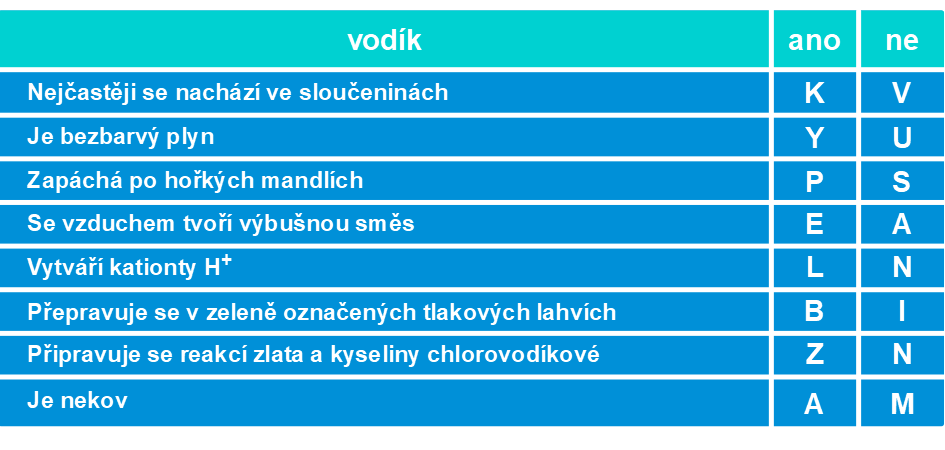 vodík ano ne
Nejčastěji se nachází ve sloučeninách K V
Je bezbarvý plyn Y U
Zapáchá po hořkých mandlích P S
Se vzduchem tvoří výbušnou směs E A
Vytváří kationty H⁺ L N
Přepravuje se v zeleně označených tlakových lahvích B I
Připravuje se reakcí zlata a kyseliny chlorovodíkové Z N
Je nekov A M